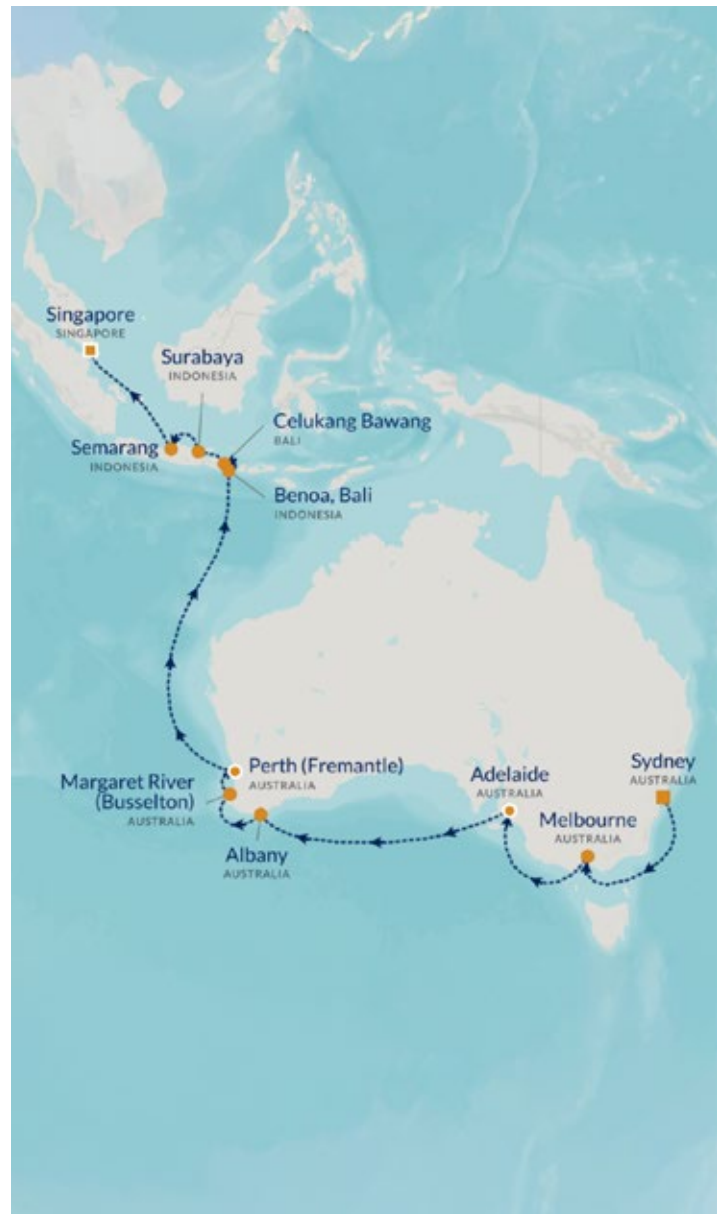 Singapore
SINGAPORE
Surabaya
INDONESIA
Celukang Bawang
BALI
Semarang
INDONESIA
Benoa, Bali
INDONESIA
Perth (Fremantle)
AUSTRALIA
Margaret River
(Busselton)
AUSTRALIA
Albany
AUSTRALIA
Adelaide
AUSTRALIA
Melbourne
AUSTRALIA
Sydney
AUSTRALIA